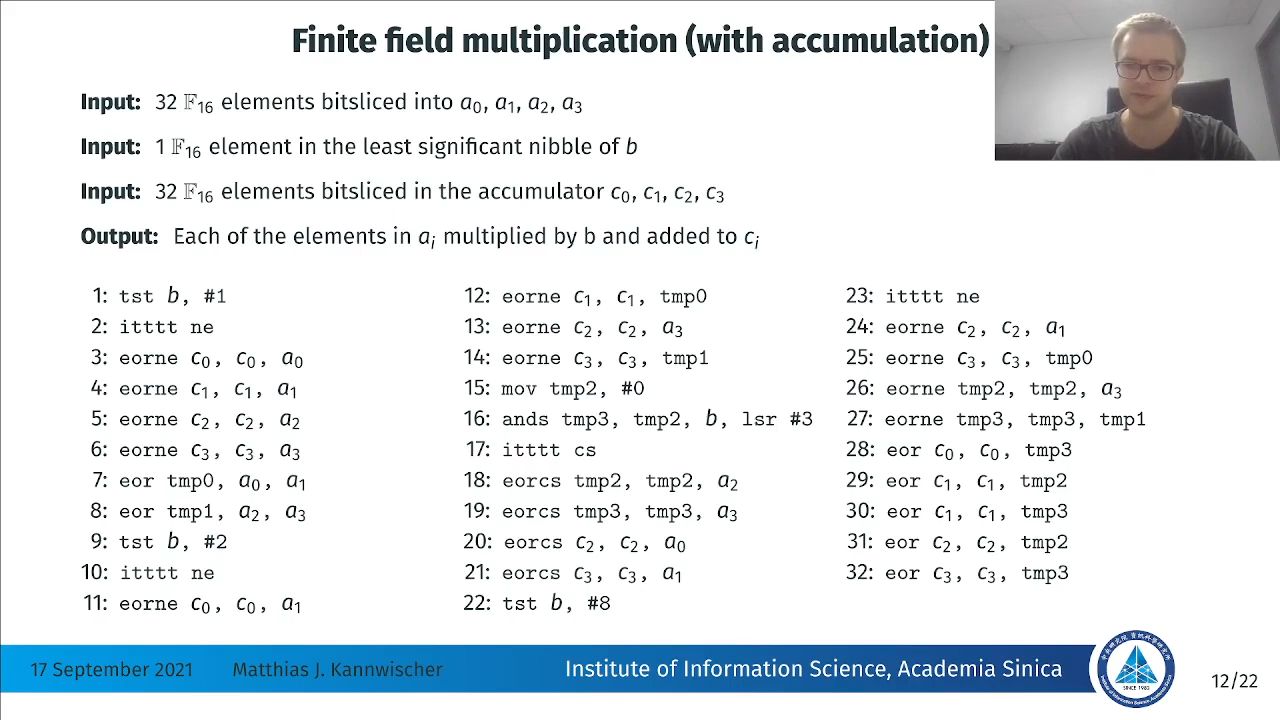 Finite field multiplication (with accumulation)
Input: 32 𝔽₁₆ elements bitsliced into a₀, a₁, a₂, a₃
Input: 1 𝔽₁₆ element in the least significant nibble of b
Input: 32 𝔽₁₆ elements bitsliced in the accumulator c₀, c₁, c₂, c₃
Output: Each of the elements in aᵢ multiplied by b and added to cᵢ
1: tst b, #1
2: itttt ne
3: eorne c₀, c₀, a₀
4: eorne c₁, c₁, a₁
5: eorne c₂, c₂, a₂
6: eorne c₃, c₃, a₃
7: eor tmp0, a₀, a₁
8: eor tmp1, a₂, a₃
9: tst b, #2
10: itttt ne
11: eorne c₀, c₀, a₁
12: eorne c₁, c₁, tmp0
13: eorne c₂, c₂, a₃
14: eorne c₃, c₃, tmp1
15: mov tmp2, #0
16: ands tmp3, tmp2, b, lsr #3
17: itttt cs
18: eorcs tmp2, tmp2, a₂
19: eorcs tmp3, tmp3, a₃
20: eorcs c₂, c₂, a₀
21: eorcs c₃, c₃, a₁
22: tst b, #8
23: itttt ne
24: eorne c₂, c₂, a₁
25: eorne c₃, c₃, tmp0
26: eorne tmp2, tmp2, a₃
27: eorne tmp3, tmp3, tmp1
28: eor c₀, c₀, tmp3
29: eor c₁, c₁, tmp2
30: eor c₁, c₁, tmp3
31: eor c₂, c₂, tmp2
32: eor c₃, c₃, tmp3
17 September 2021
Matthias J. Kannwischer
Institute of Information Science, Academia Sinica
SINCE 1982
12/22